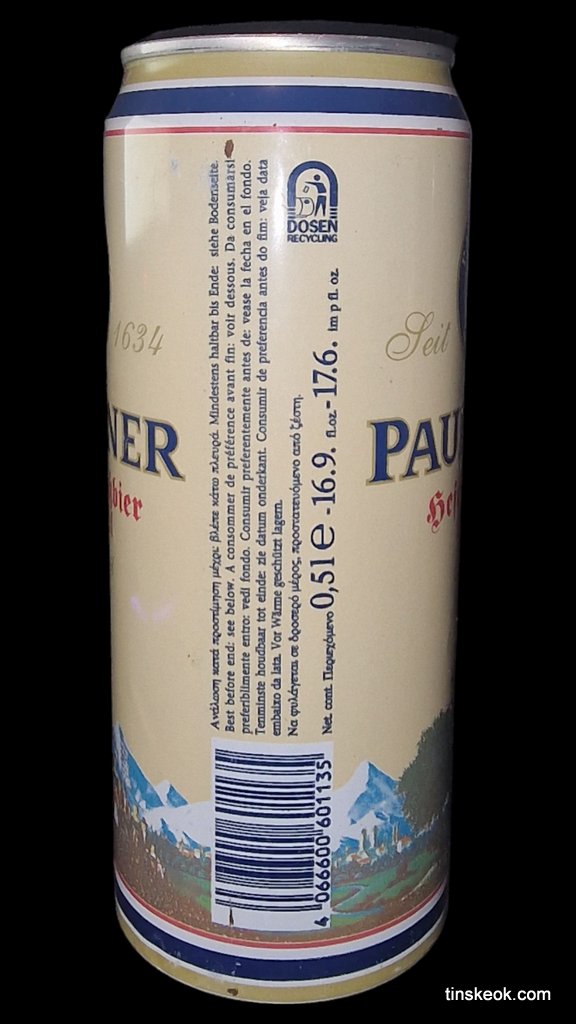 1634
NER
bier
Ανάλωση κατά προτίμηση μέχρι: βλέπε κάτω πλευρά. Mindestens haltbar bis Ende: siehe Bodenseite.
Best before end: see below. A consommer de préférence avant fin: voir dessous. Da consumarsi
preferibilmente entro: vedi fondo. Consumir preferentemente antes de: vease la fecha en el fondo.
Tenminste houdbaar tot einde: zie datum onderkant. Consumir de preferencia antes do fim: veja data
embaixo da lata. Vor Wärme geschützt lagern.
Να φυλάγεται σε δροσερό μέρος, προστατευόμενο από ζέστη.
Net. cont. Περιεχόμενο 0,5l e -16.9. fl.oz-17.6. im p fl. oz
DOSEN
RECYCLING
4 066600 601135
Seit
PAU
Hef
tinskeok.com